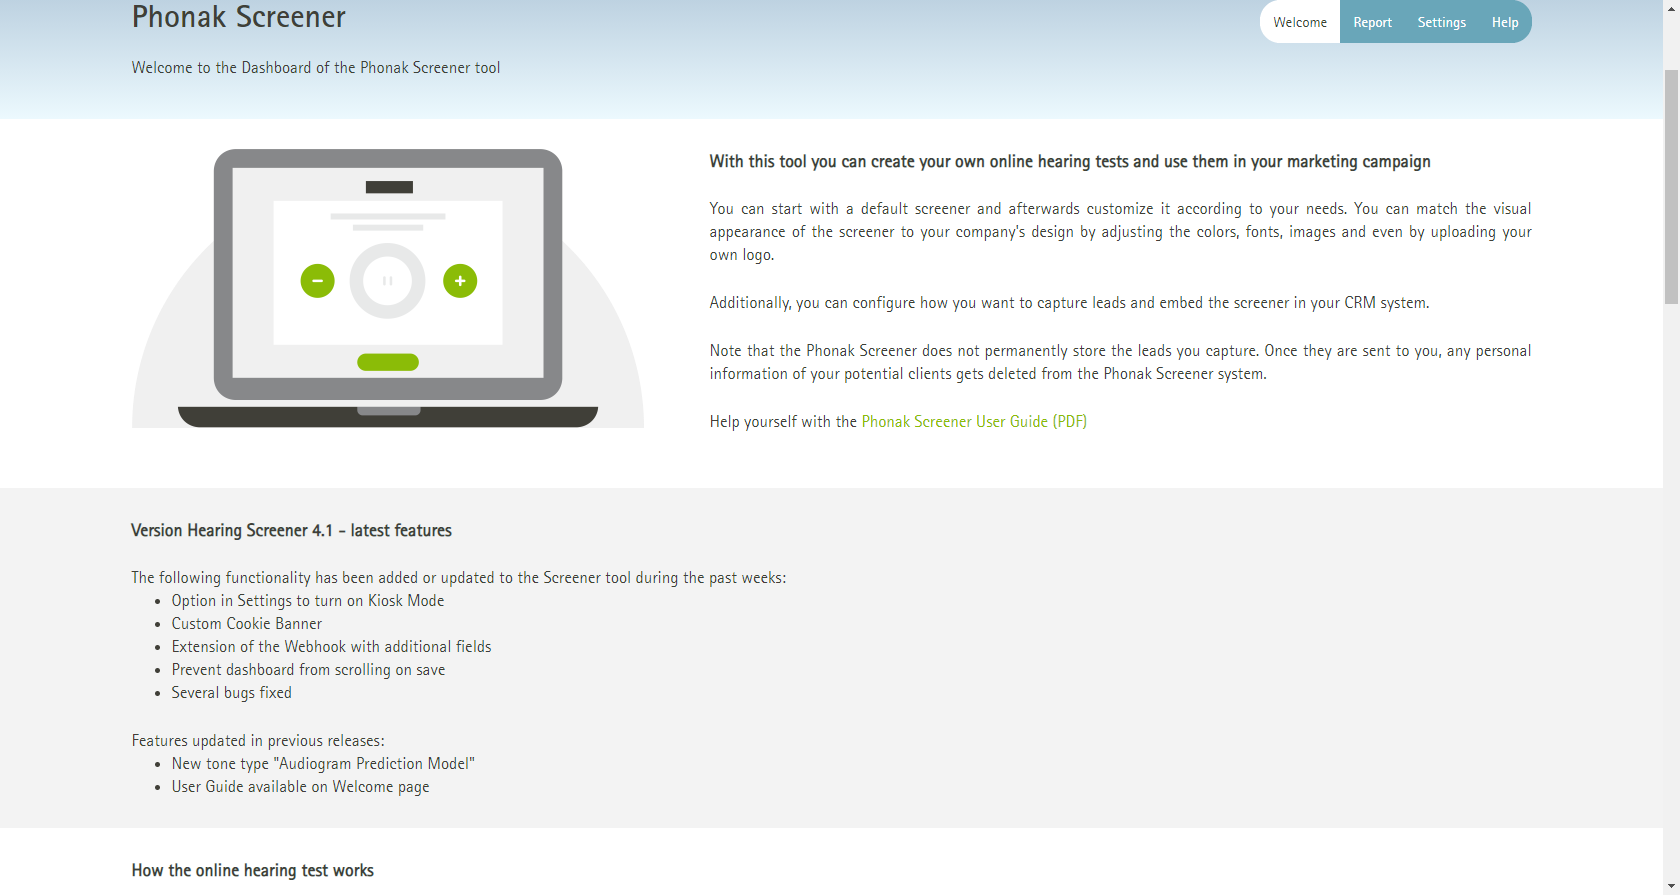 Phonak Screener
Welcome
Report
Settings
Help
Welcome to the Dashboard of the Phonak Screener tool
With this tool you can create your own online hearing tests and use them in your marketing campaign
You can start with a default screener and afterwards customize it according to your needs. You can match the visual
appearance of the screener to your company's design by adjusting the colors, fonts, images and even by uploading your
own logo.
Additionally, you can configure how you want to capture leads and embed the screener in your CRM system.
Note that the Phonak Screener does not permanently store the leads you capture. Once they are sent to you, any personal
information of your potential clients gets deleted from the Phonak Screener system.
Help yourself with the Phonak Screener User Guide (PDF)
Version Hearing Screener 4.1 - latest features
The following functionality has been added or updated to the Screener tool during the past weeks:
• Option in Settings to turn on Kiosk Mode
• Custom Cookie Banner
• Extension of the Webhook with additional fields
• Prevent dashboard from scrolling on save
• Several bugs fixed
Features updated in previous releases:
• New tone type "Audiogram Prediction Model"
• User Guide available on Welcome page
How the online hearing test works